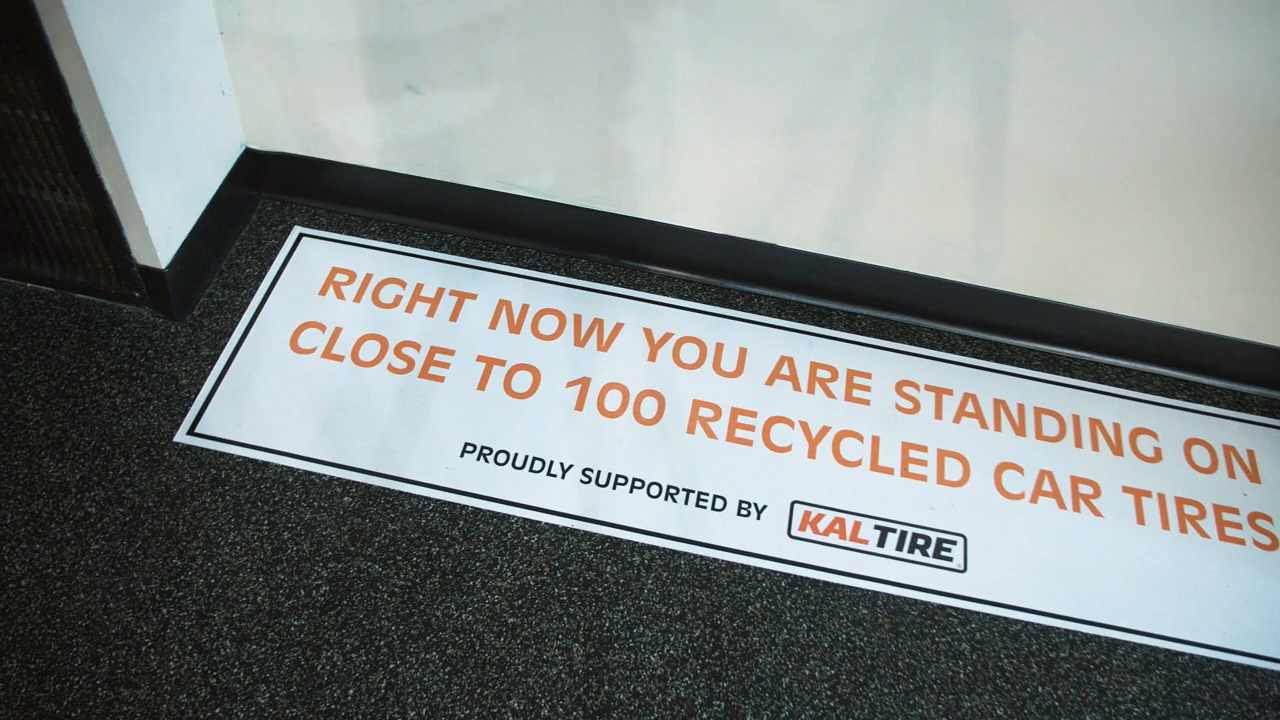 RIGHT NOW YOU ARE STANDING ON
CLOSE TO 100 RECYCLED CAR TIRES
PROUDLY SUPPORTED BY KALTIRE